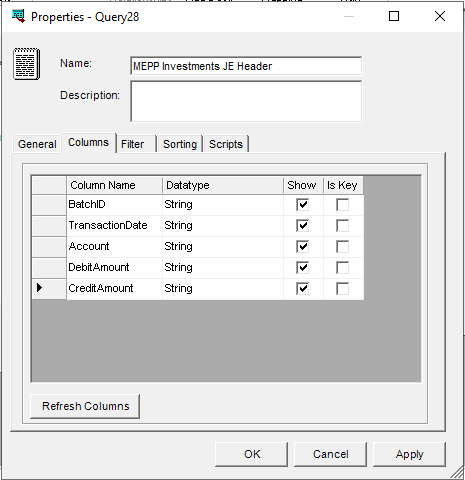 Properties - Query28
Name:
MEPP Investments JE Header
Description:
General Columns Filter Sorting Scripts
Column Name Datatype Show Is Key
BatchID String
TransactionDate String
Account String
DebitAmount String
CreditAmount String
Refresh Columns
OK Cancel Apply